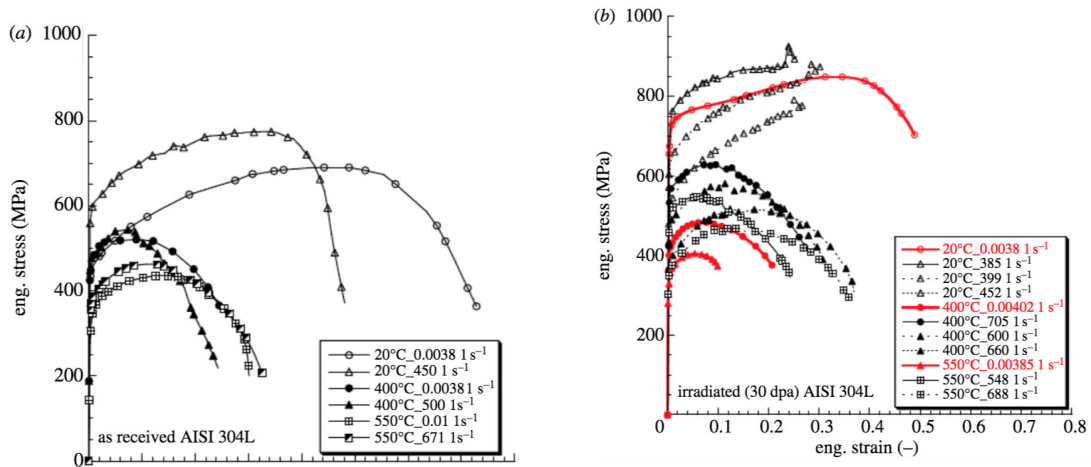 (a)
1000
800
600
400
200
0
eng. stress (MPa)
20°C_0.0038 1 s⁻¹
20°C_450 1 s⁻¹
400°C_0.0038 1 s⁻¹
400°C_500 1 s⁻¹
550°C_0.01 1 s⁻¹
550°C_671 1 s⁻¹
as received AISI 304L
(b)
1000
800
600
400
200
0
eng. stress (MPa)
20°C_0.0038 1 s⁻¹
20°C_385 1 s⁻¹
20°C_399 1 s⁻¹
20°C_452 1 s⁻¹
400°C_0.00402 1 s⁻¹
400°C_705 1 s⁻¹
400°C_600 1 s⁻¹
400°C_660 1 s⁻¹
550°C_0.00385 1 s⁻¹
550°C_548 1 s⁻¹
550°C_688 1 s⁻¹
irradiated (30 dpa) AISI 304L
0 0.1 0.2 0.3 0.4 0.5 0.6 0.7 0.8
eng. strain (–)